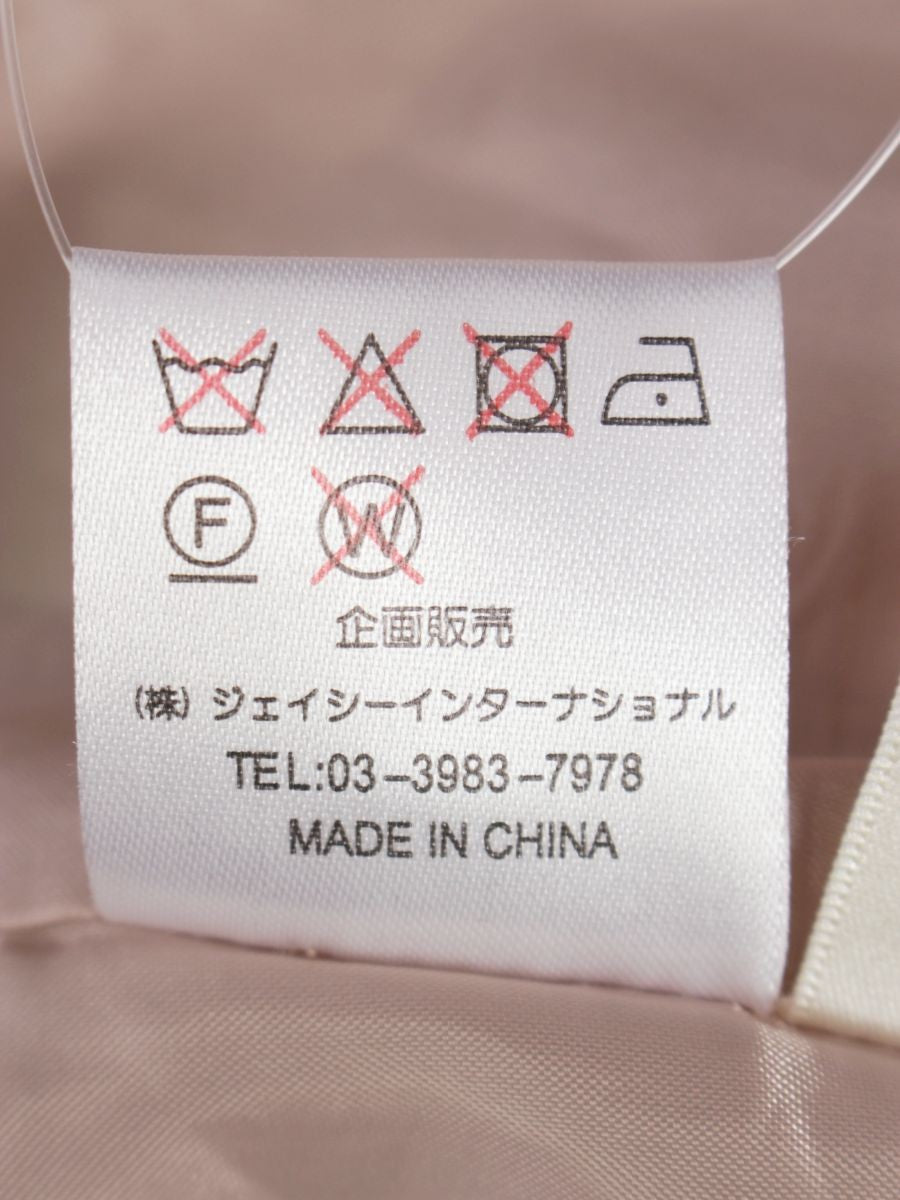 F W
企画販売
(株) ジェイシーインターナショナル
TEL:03-3983-7978
MADE IN CHINA